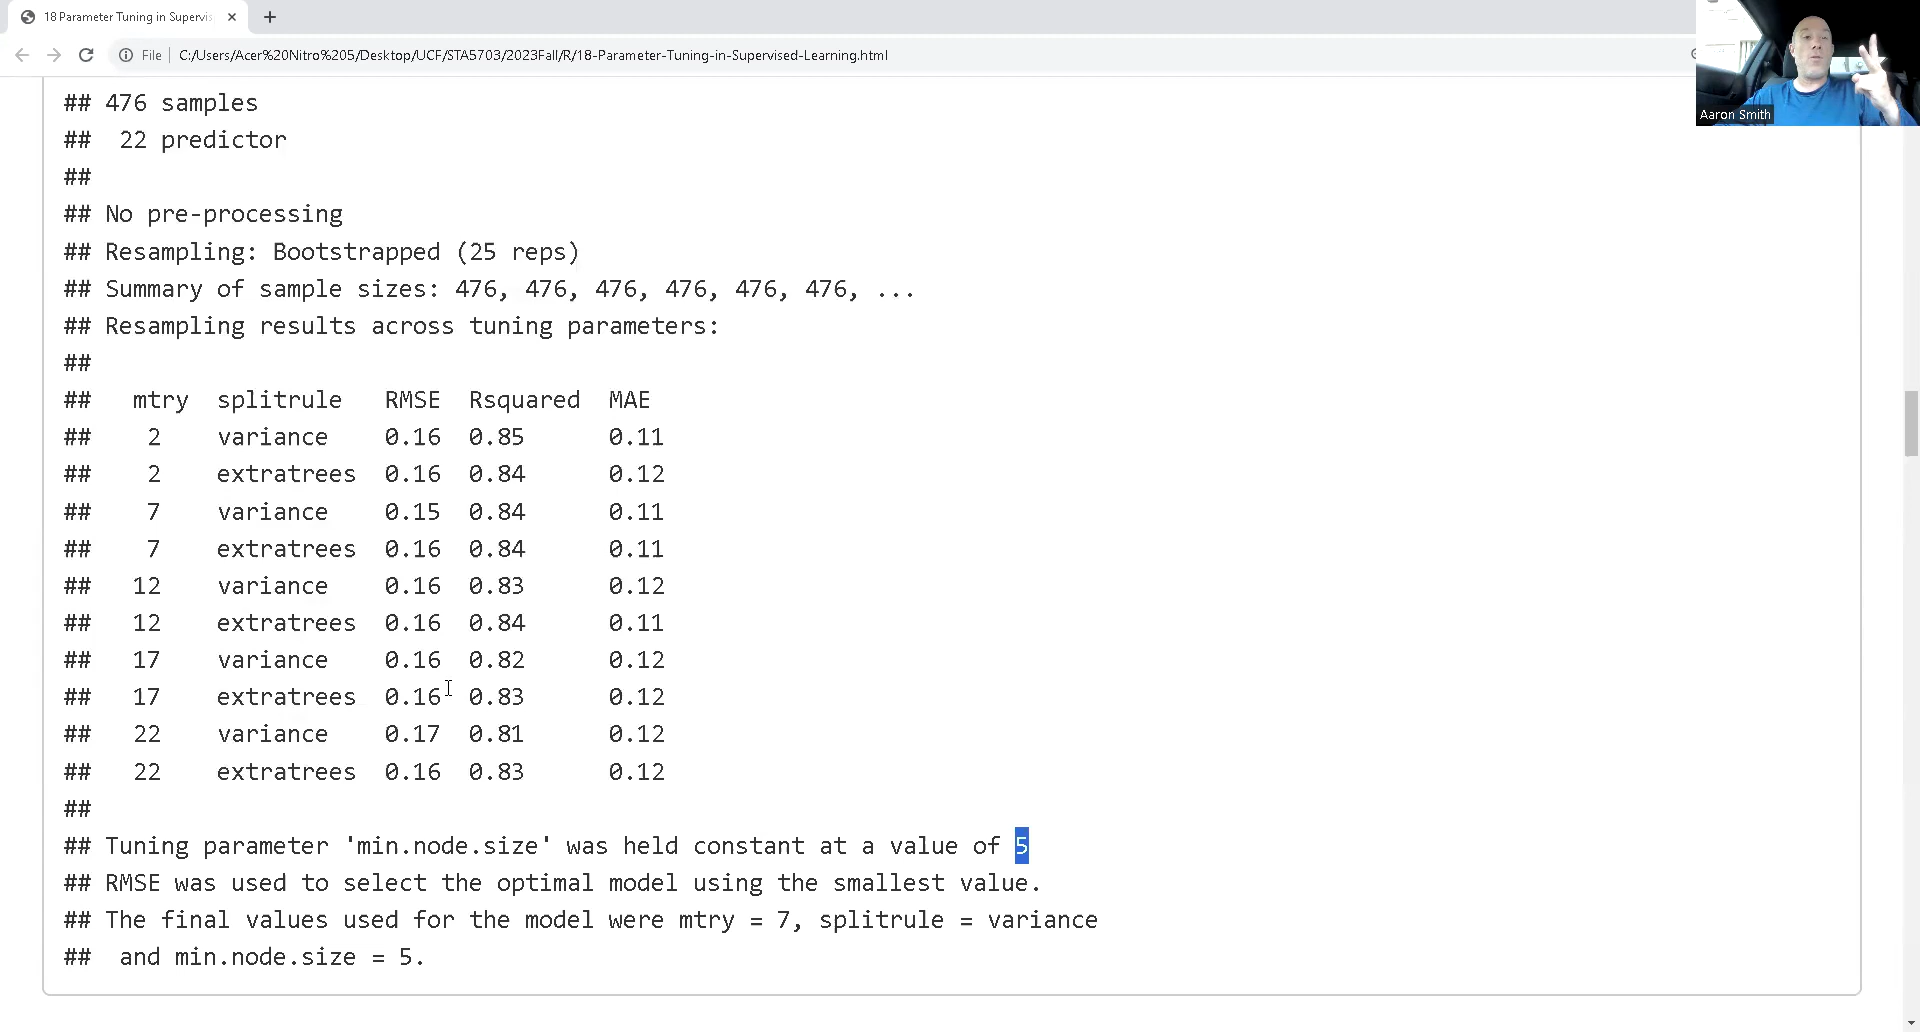 18 Parameter Tuning in Supervis
File
C:/Users/Acer%20Nitro%205/Desktop/UCF/STA5703/2023Fall/R/18-Parameter-Tuning-in-Supervised-Learning.html
Aaron Smith
## 476 samples
##  22 predictor
##
## No pre-processing
## Resampling: Bootstrapped (25 reps)
## Summary of sample sizes: 476, 476, 476, 476, 476, 476, ...
## Resampling results across tuning parameters:
##
##   mtry  splitrule   RMSE  Rsquared  MAE
##    2    variance    0.16  0.85      0.11
##    2    extratrees  0.16  0.84      0.12
##    7    variance    0.15  0.84      0.11
##    7    extratrees  0.16  0.84      0.11
##   12    variance    0.16  0.83      0.12
##   12    extratrees  0.16  0.84      0.11
##   17    variance    0.16  0.82      0.12
##   17    extratrees  0.16  0.83      0.12
##   22    variance    0.17  0.81      0.12
##   22    extratrees  0.16  0.83      0.12
##
## Tuning parameter 'min.node.size' was held constant at a value of 5
## RMSE was used to select the optimal model using the smallest value.
## The final values used for the model were mtry = 7, splitrule = variance
##  and min.node.size = 5.